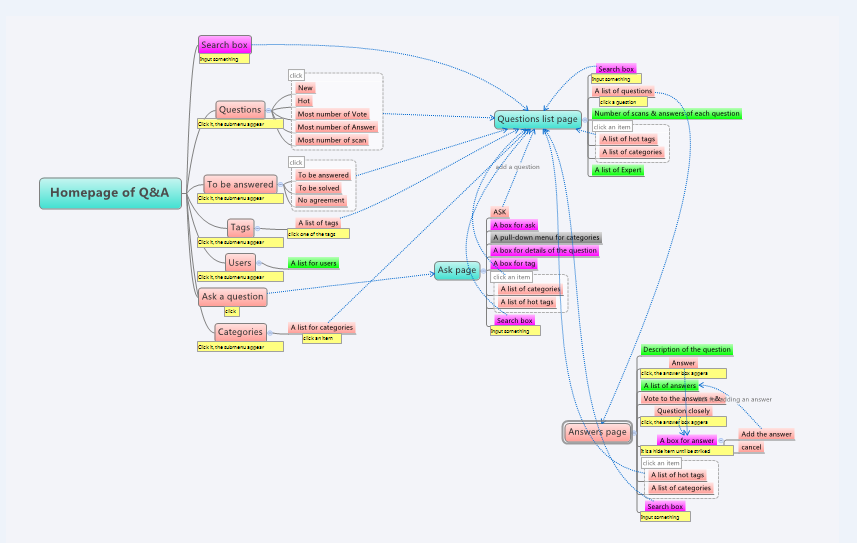 Search box
Input something
click
New
Hot
Most number of Vote
Most number of Answer
Most number of scan
Questions
Click it, the submenu appear
click
To be answered
To be solved
No agreement
To be answered
Click it, the submenu appear
Homepage of Q&A
Tags
Click it, the submenu appear
A list of tags
click one of the tags
Users
Click it, the submenu appear
A list for users
Ask a question
click
Categories
Click it, the submenu appear
A list for categories
click an item
Questions list page
Search box
Input something
A list of questions
click a question
Number of scans & answers of each question
click an item
A list of hot tags
A list of categories
A list of Expert
add a question
Ask page
ASK
A box for ask
A pull-down menu for categories
A box for details of the question
A box for tag
click an item
A list of categories
A list of hot tags
Search box
Input something
Answers page
Description of the question
Answer
click, the answer box appers
A list of answers
Vote to the answers
adding an answer
Question closely
click, the answer box appers
A box for answer
It is a hide item until be striked
Add the answer
cancel
click an item
A list of hot tags
A list of categories
Search box
Input something